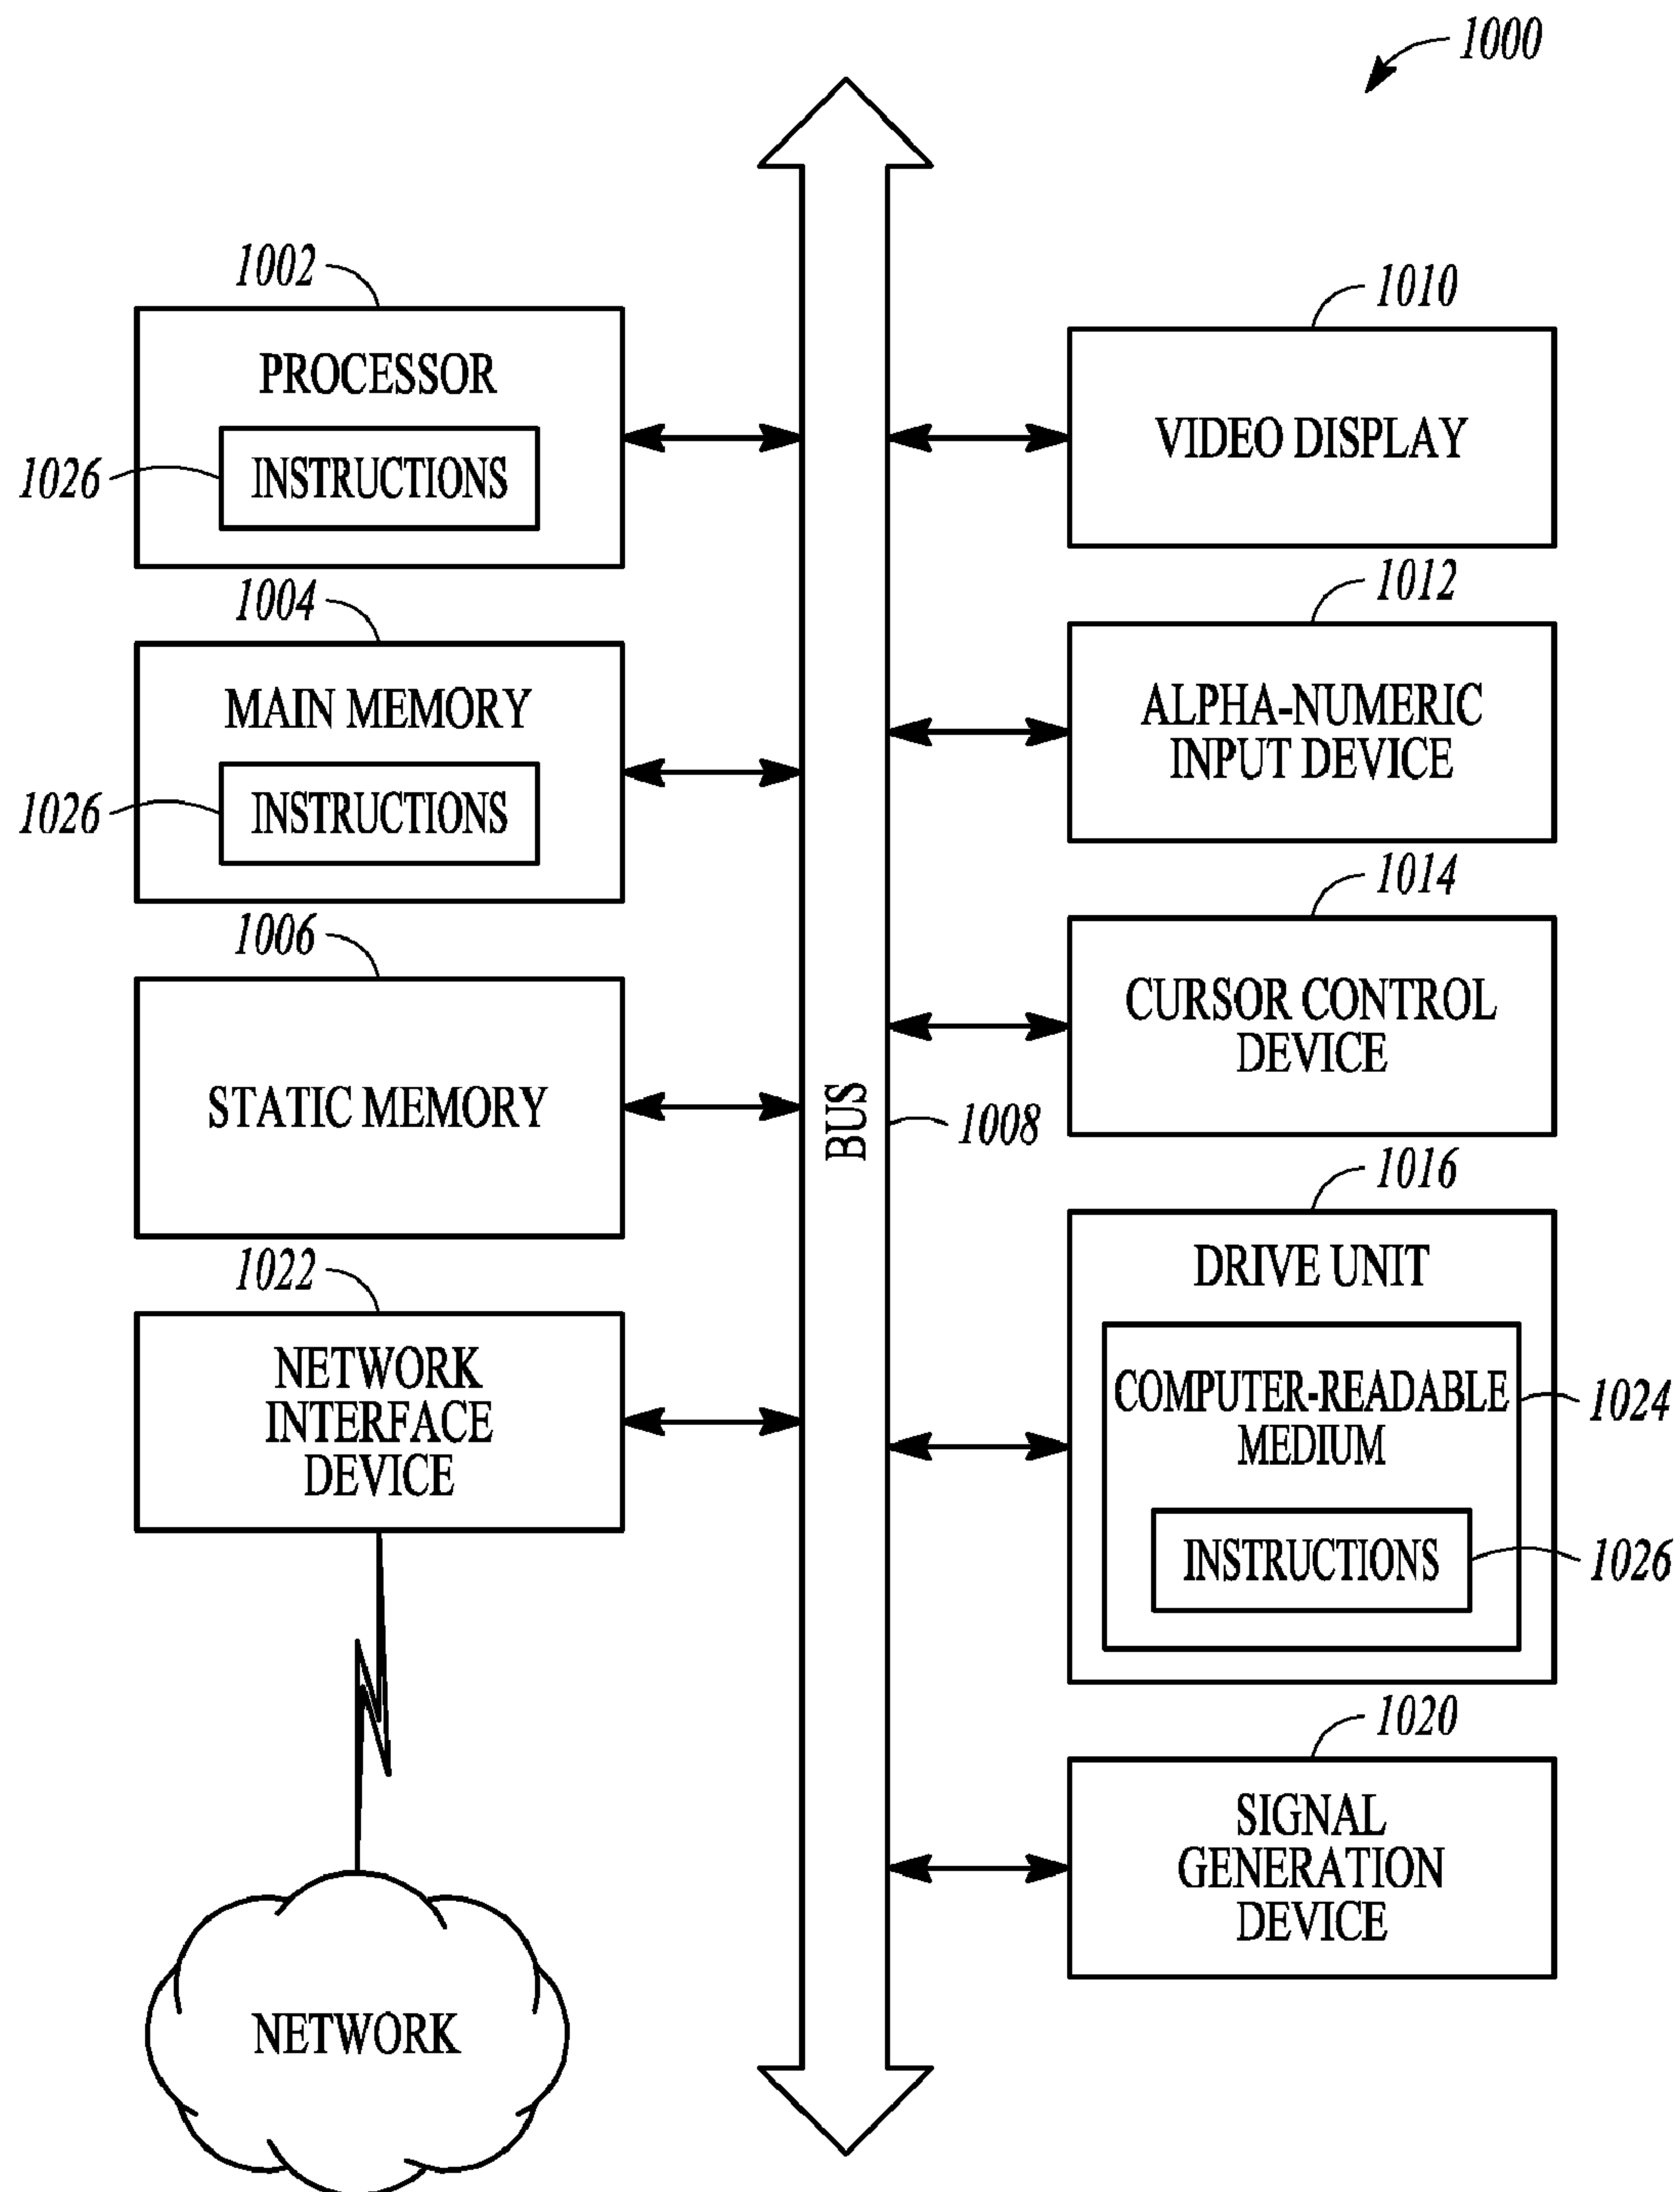 1000
1002
PROCESSOR
1026
INSTRUCTIONS
1004
MAIN MEMORY
1026
INSTRUCTIONS
1006
STATIC MEMORY
1022
NETWORK
INTERFACE
DEVICE
NETWORK
BUS
1008
1010
VIDEO DISPLAY
1012
ALPHA-NUMERIC
INPUT DEVICE
1014
CURSOR CONTROL
DEVICE
1016
DRIVE UNIT
COMPUTER-READABLE
MEDIUM
1024
INSTRUCTIONS
1026
1020
SIGNAL
GENERATION
DEVICE